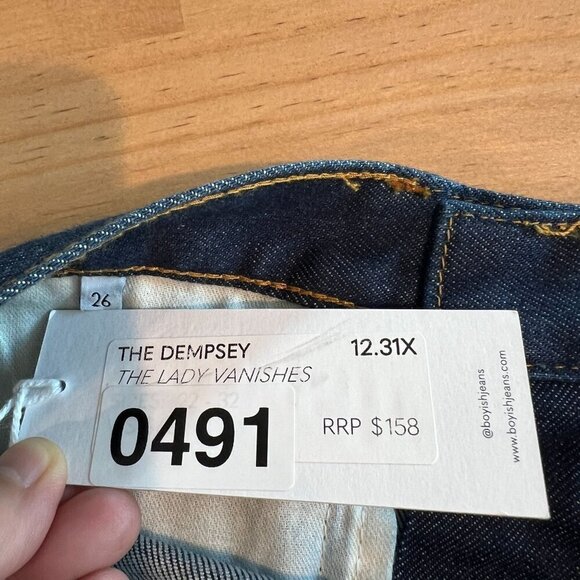 26
THE DEMPSEY 12.31X
THE LADY VANISHES
0491
RRP $158
@boyishjeans
www.boyishjeans.com